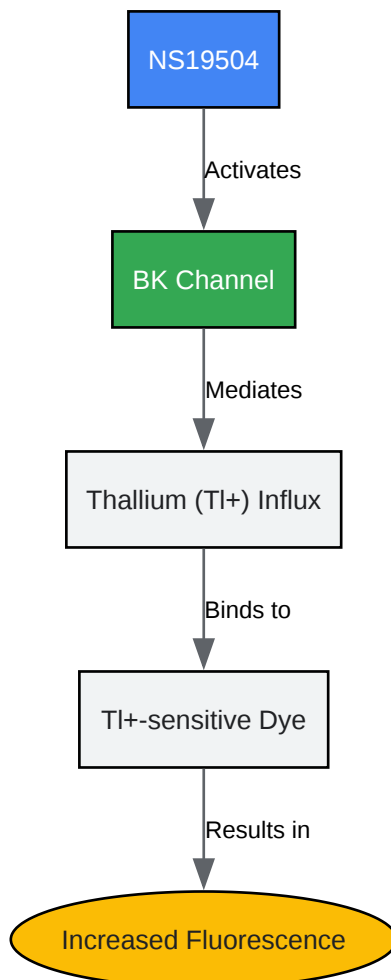 NS19504
Activates
BK Channel
Mediates
Thallium (Tl+) Influx
Binds to
Tl+-sensitive Dye
Results in
Increased Fluorescence